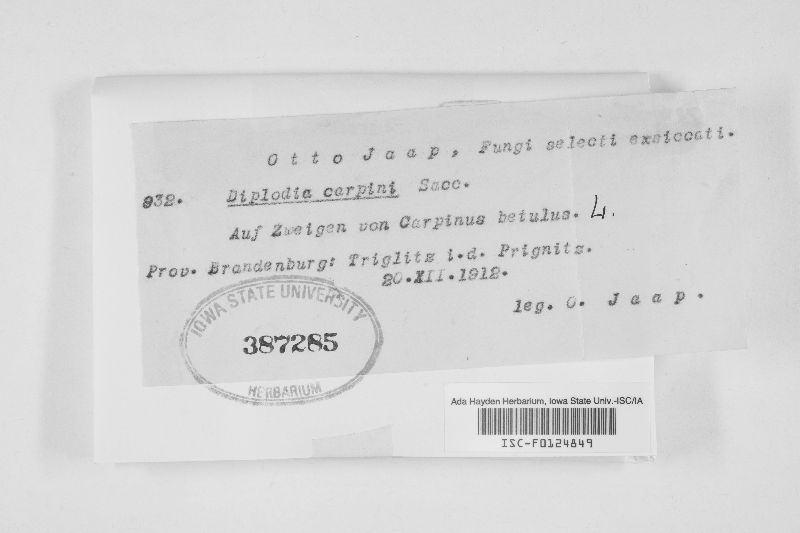 Otto Jaap, Fungi selecti exsiccati.
932. Diplodia carpini Sacc.
Auf Zweigen von Carpinus betulus. L.
Prov. Brandenburg: Triglitz i.d. Prignitz.
20.XII.1912.
leg. O. Jaap.
IOWA STATE UNIVERSITY
387285
HERBARIUM
Ada Hayden Herbarium, Iowa State Univ.-ISC/IA
ISC-F0124849